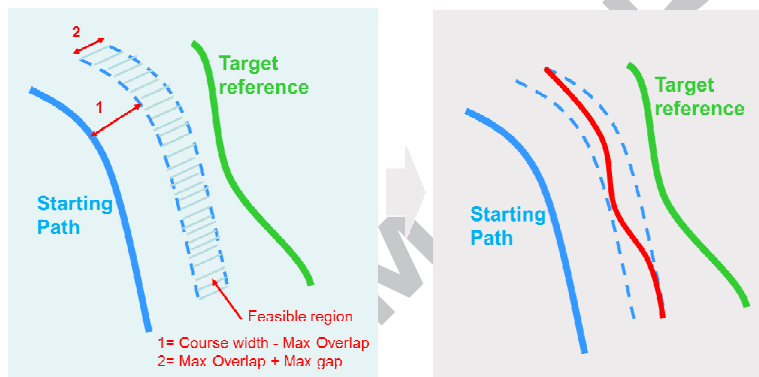 2
Target
reference
1
Starting
Path
Feasible region
1= Course width - Max Overlap
2= Max Overlap + Max gap
Target
reference
Starting
Path